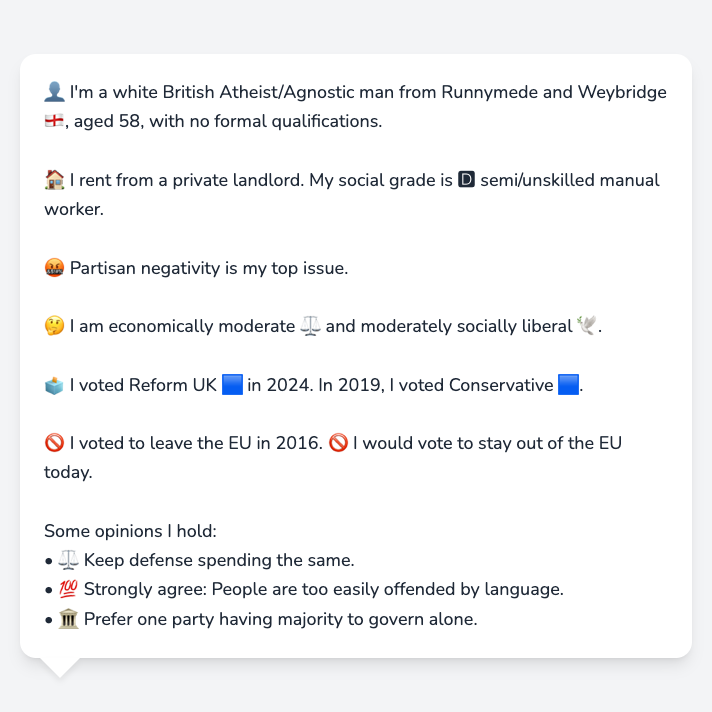 👤 I'm a white British Atheist/Agnostic man from Runnymede and Weybridge
🏴󠁧󠁢󠁥󠁮󠁧󠁿, aged 58, with no formal qualifications.
🏠 I rent from a private landlord. My social grade is 🅳 semi/unskilled manual
worker.
🤬 Partisan negativity is my top issue.
🤔 I am economically moderate ⚖️ and moderately socially liberal 🕊️.
🗳️ I voted Reform UK 🟦 in 2024. In 2019, I voted Conservative 🟦.
🚫 I voted to leave the EU in 2016. 🚫 I would vote to stay out of the EU
today.
Some opinions I hold:
• ⚖️ Keep defense spending the same.
• 💯 Strongly agree: People are too easily offended by language.
• 🏛️ Prefer one party having majority to govern alone.